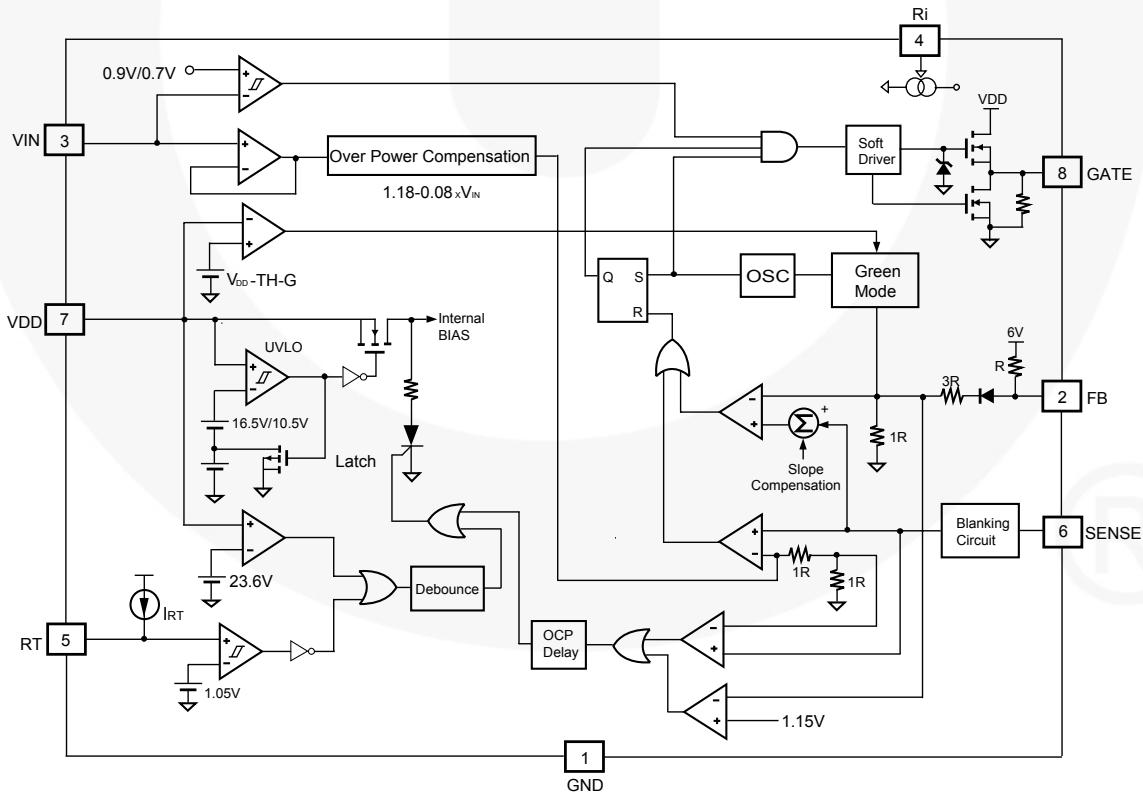 Ri
4
0.9V/0.7V
VDD
VIN
3
Over Power Compensation
Soft
Driver
8
GATE
1.18-0.08 xVIN
VDD-TH-G
Q
S
R
OSC
Green
Mode
VDD
7
Internal
BIAS
UVLO
6V
R
3R
2
FB
16.5V/10.5V
Σ
+
1R
Latch
Slope
Compensation
Blanking
Circuit
6
SENSE
1R
1R
23.6V
Debounce
IRT
RT
5
OCP
Delay
1.05V
1.15V
1
GND
+
-
+
-
-
+
+
-
-
+
+
-
+
-
+
-
-
+
-
+
®